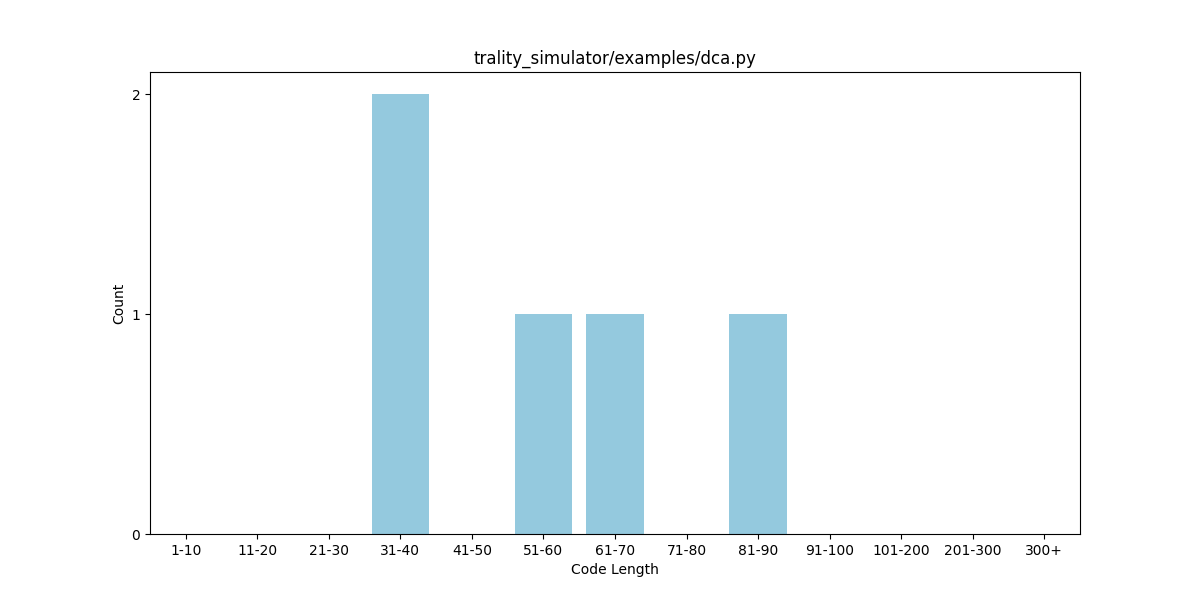 trality_simulator/examples/dca.py
2
1
0
Count
1-10 11-20 21-30 31-40 41-50 51-60 61-70 71-80 81-90 91-100 101-200 201-300 300+
Code Length